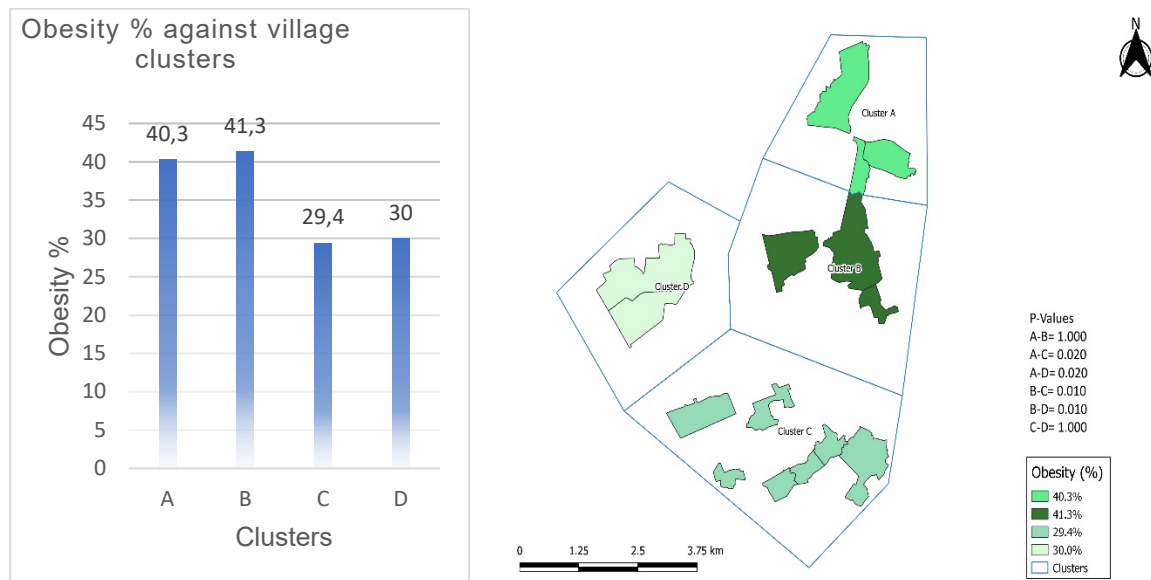 Obesity % against village
clusters
Obesity %
45
40
35
30
25
20
15
10
5
0
40,3
41,3
29,4
30
A B C D
Clusters
N
Cluster A
Cluster B
Cluster D
Cluster C
P-Values
A-B= 1.000
A-C= 0.020
A-D= 0.020
B-C= 0.010
B-D= 0.010
C-D= 1.000
Obesity (%)
40.3%
41.3%
29.4%
30.0%
Clusters
0 1.25 2.5 3.75 km